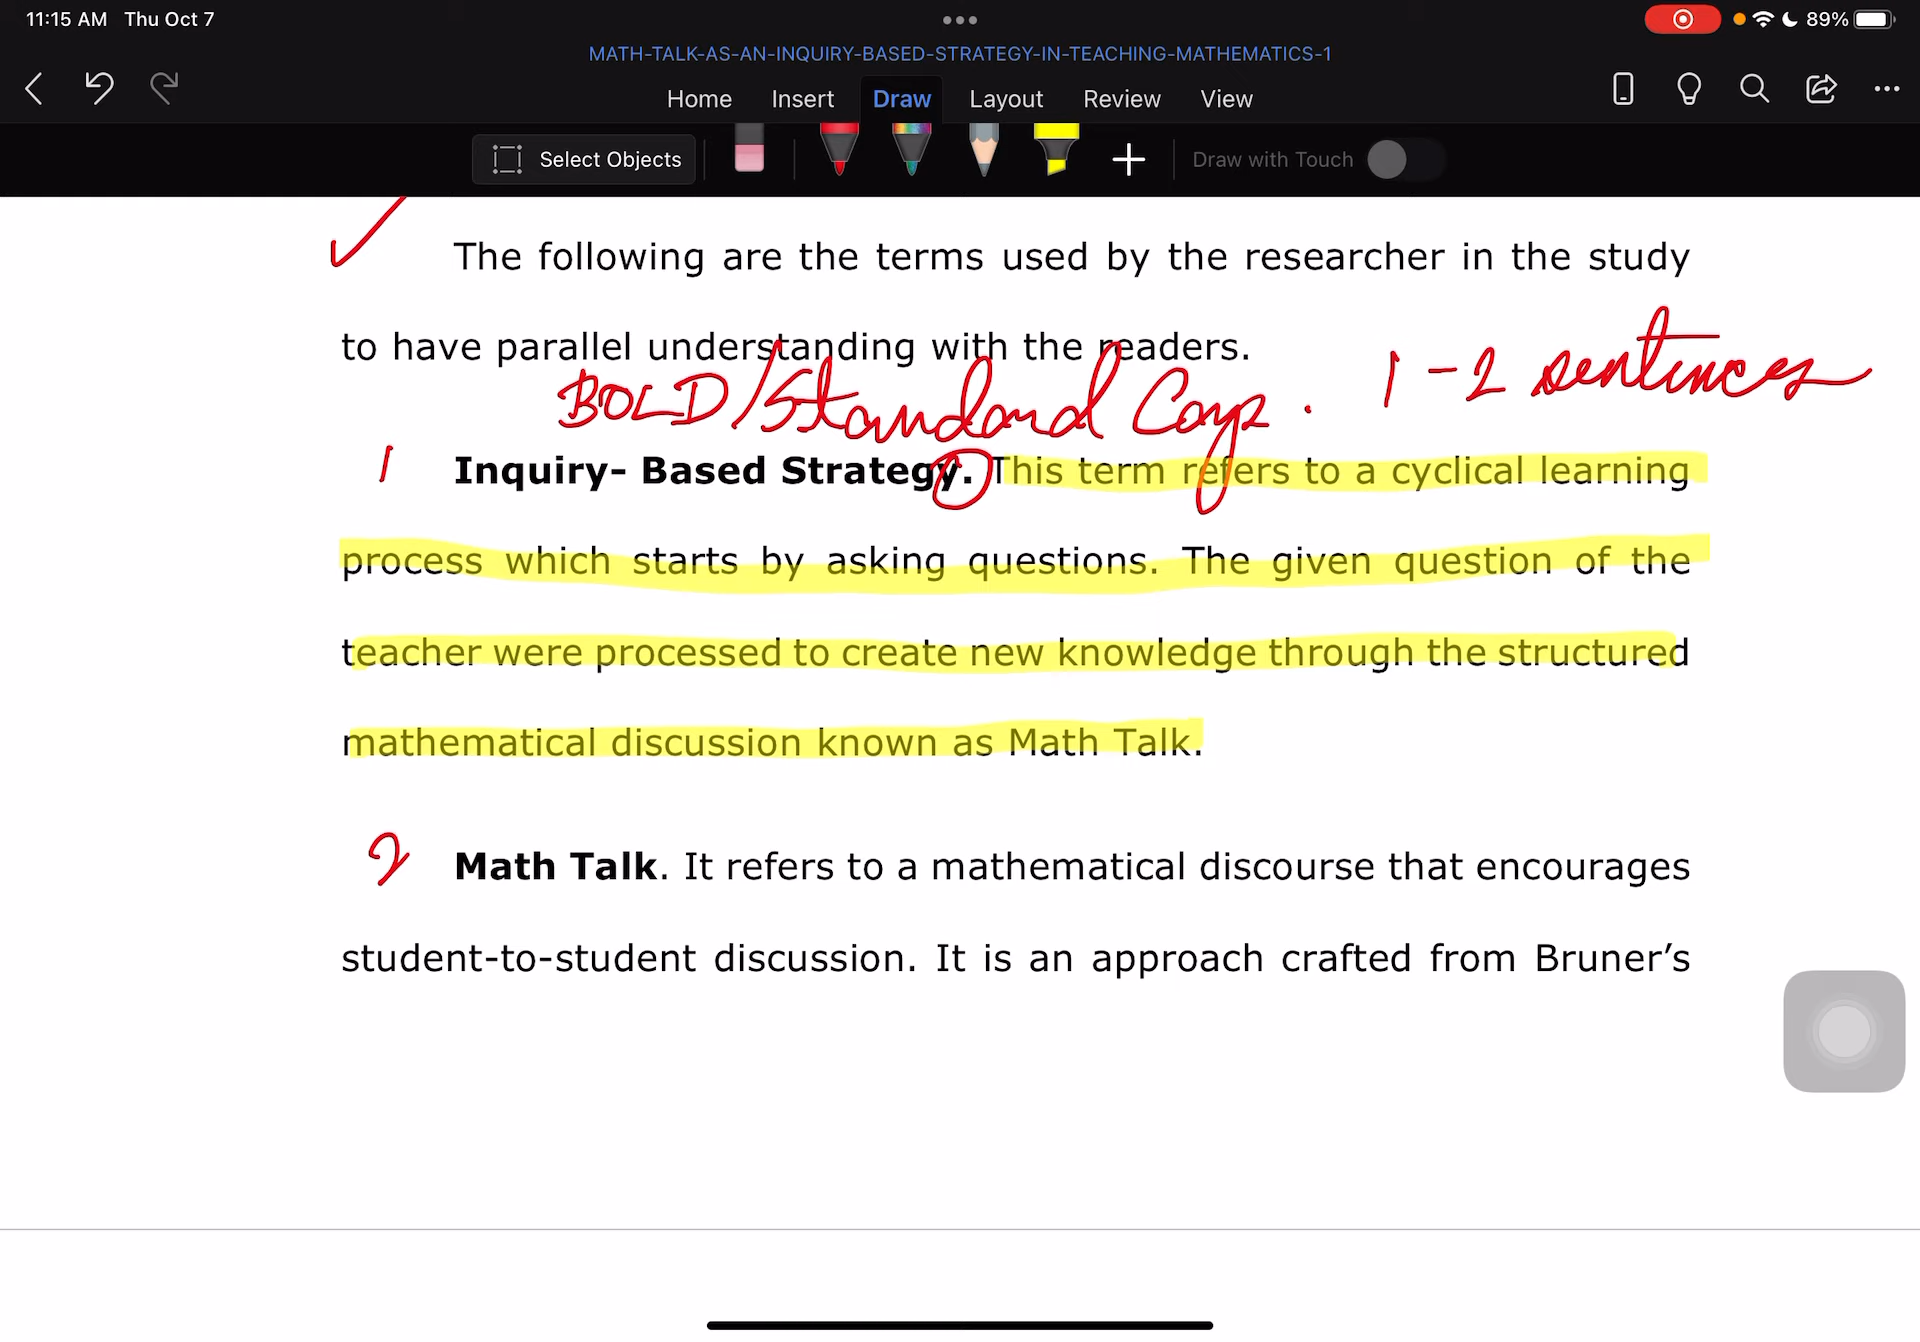 11:15 AM Thu Oct 7
89%
MATH-TALK-AS-AN-INQUIRY-BASED-STRATEGY-IN-TEACHING-MATHEMATICS-1
Home Insert Draw Layout Review View
Select Objects
Draw with Touch
The following are the terms used by the researcher in the study
to have parallel understanding with the readers.
BOLD/Standard Caps. 1-2 sentences
1 Inquiry- Based Strategy. This term refers to a cyclical learning
process which starts by asking questions. The given question of the
teacher were processed to create new knowledge through the structured
mathematical discussion known as Math Talk.
2 Math Talk. It refers to a mathematical discourse that encourages
student-to-student discussion. It is an approach crafted from Bruner’s